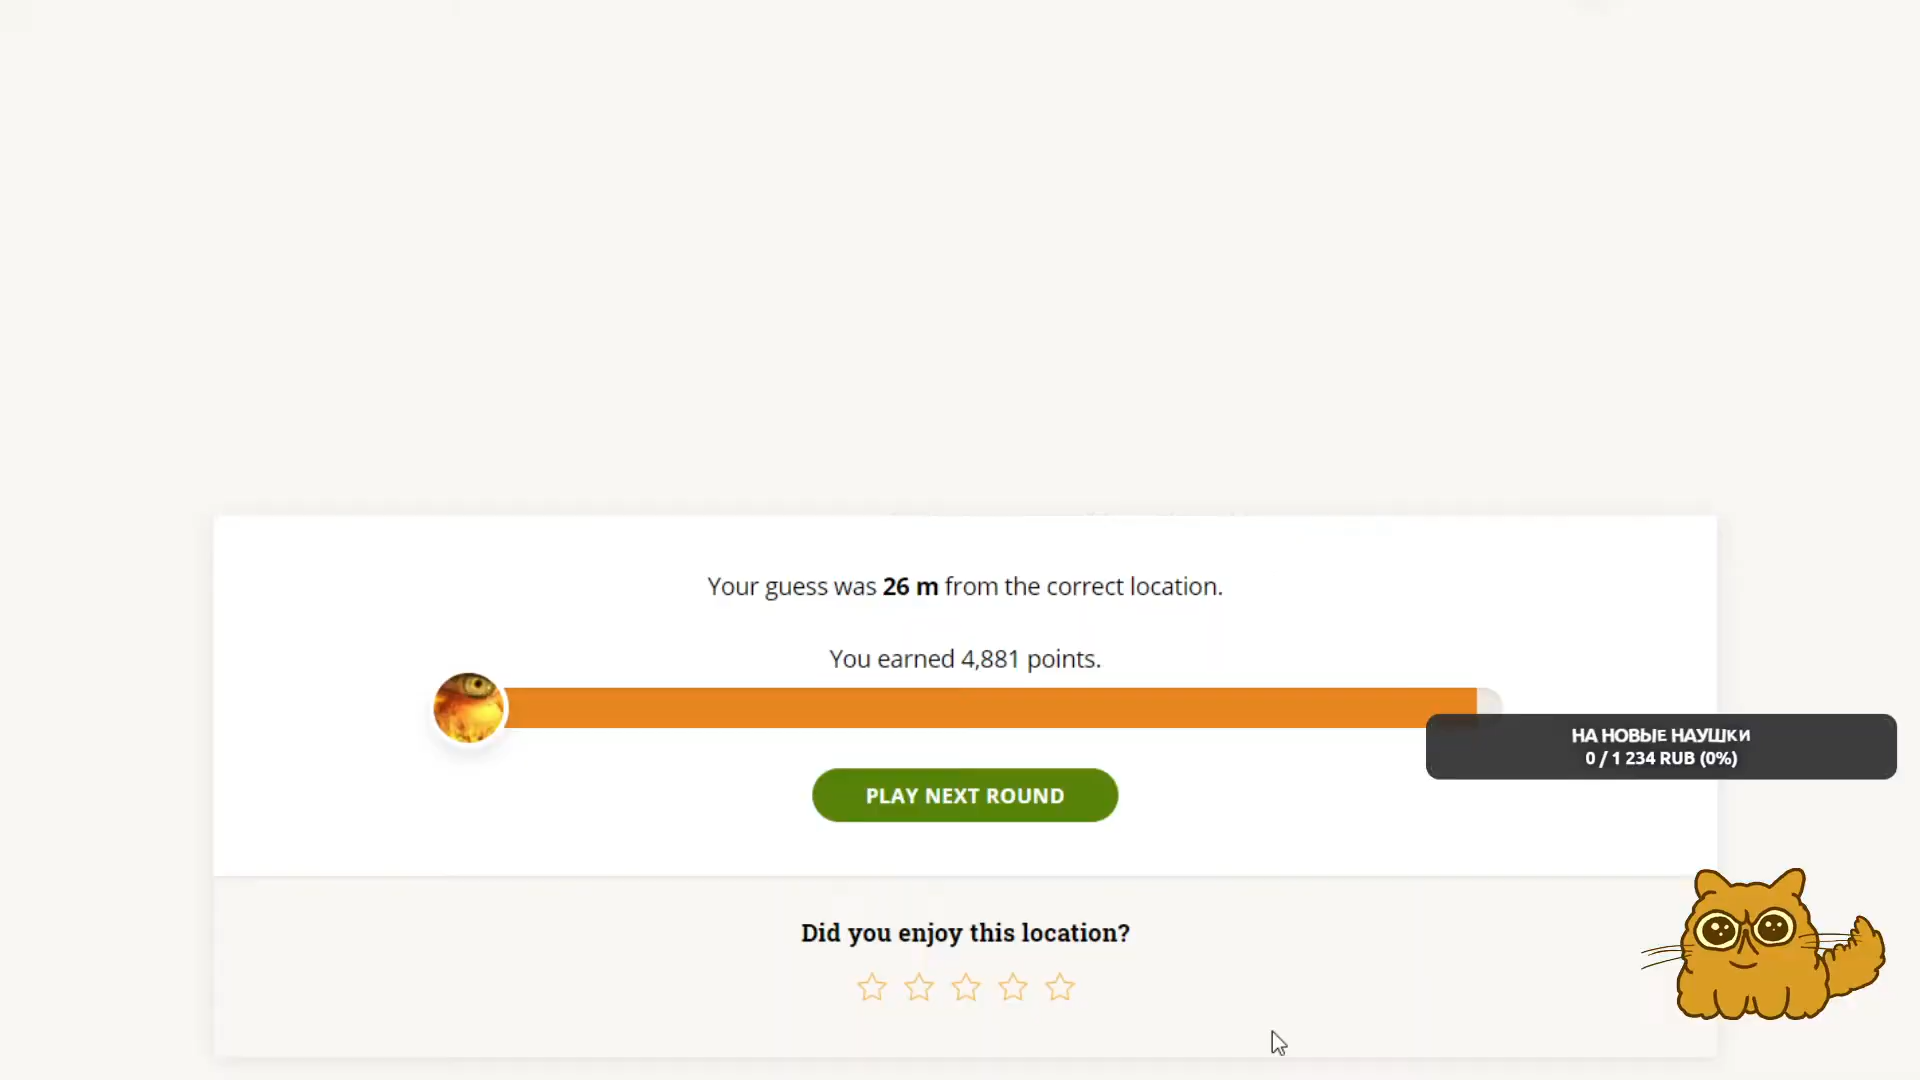 Your guess was 26 m from the correct location.
You earned 4,881 points.
НА НОВЫЕ НАУШКИ
0 / 1 234 RUB (0%)
PLAY NEXT ROUND
Did you enjoy this location?